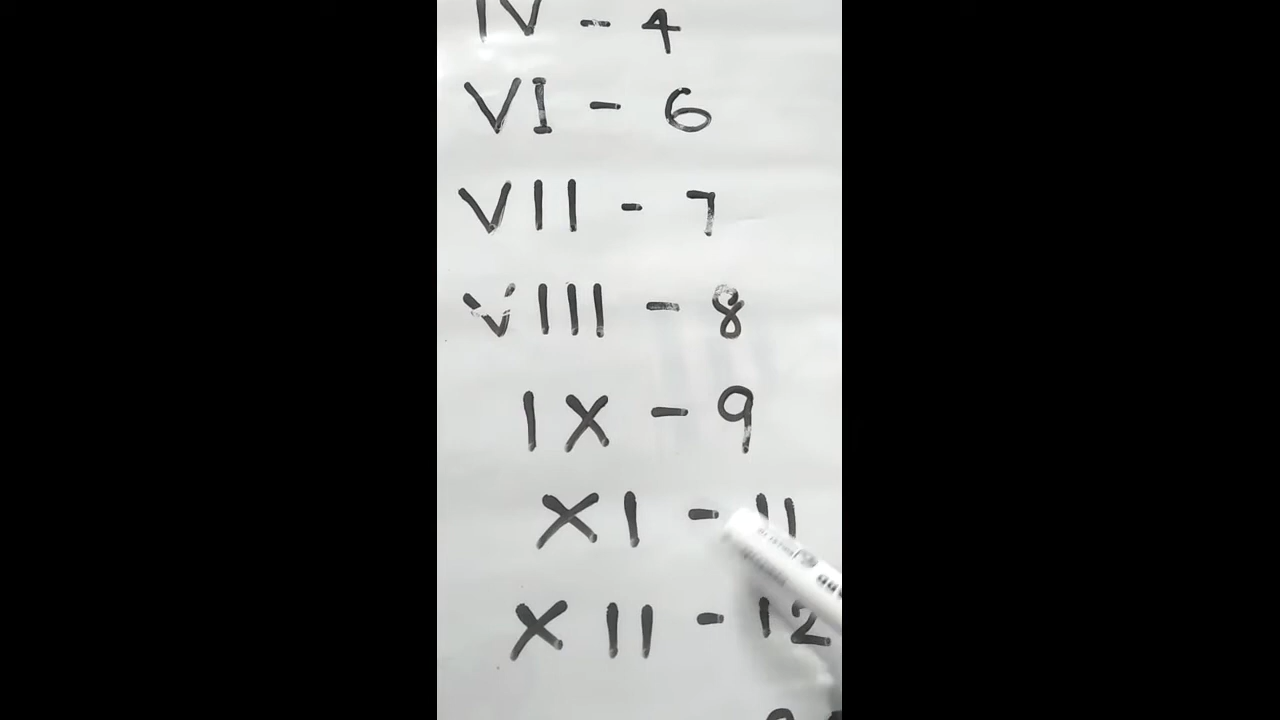 IV - 4
VI - 6
VII - 7
VIII - 8
IX - 9
XI - 11
XII - 12